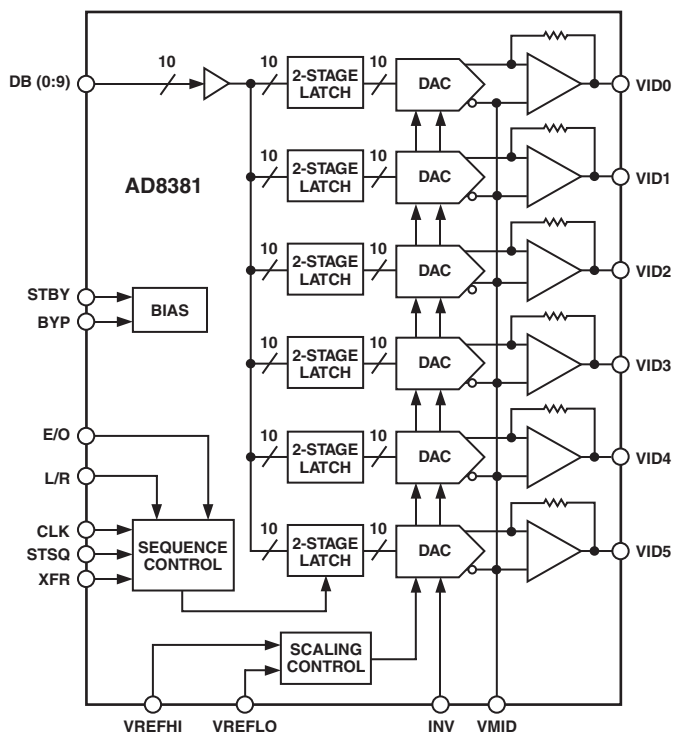 DB (0:9)
10
10
2-STAGE
LATCH
10
DAC
VID0
AD8381
10
2-STAGE
LATCH
10
DAC
VID1
10
2-STAGE
LATCH
10
DAC
VID2
STBY
BYP
BIAS
10
2-STAGE
LATCH
10
DAC
VID3
E/O
L/R
10
2-STAGE
LATCH
10
DAC
VID4
CLK
STSQ
XFR
SEQUENCE
CONTROL
10
2-STAGE
LATCH
10
DAC
VID5
SCALING
CONTROL
VREFHI
VREFLO
INV
VMID